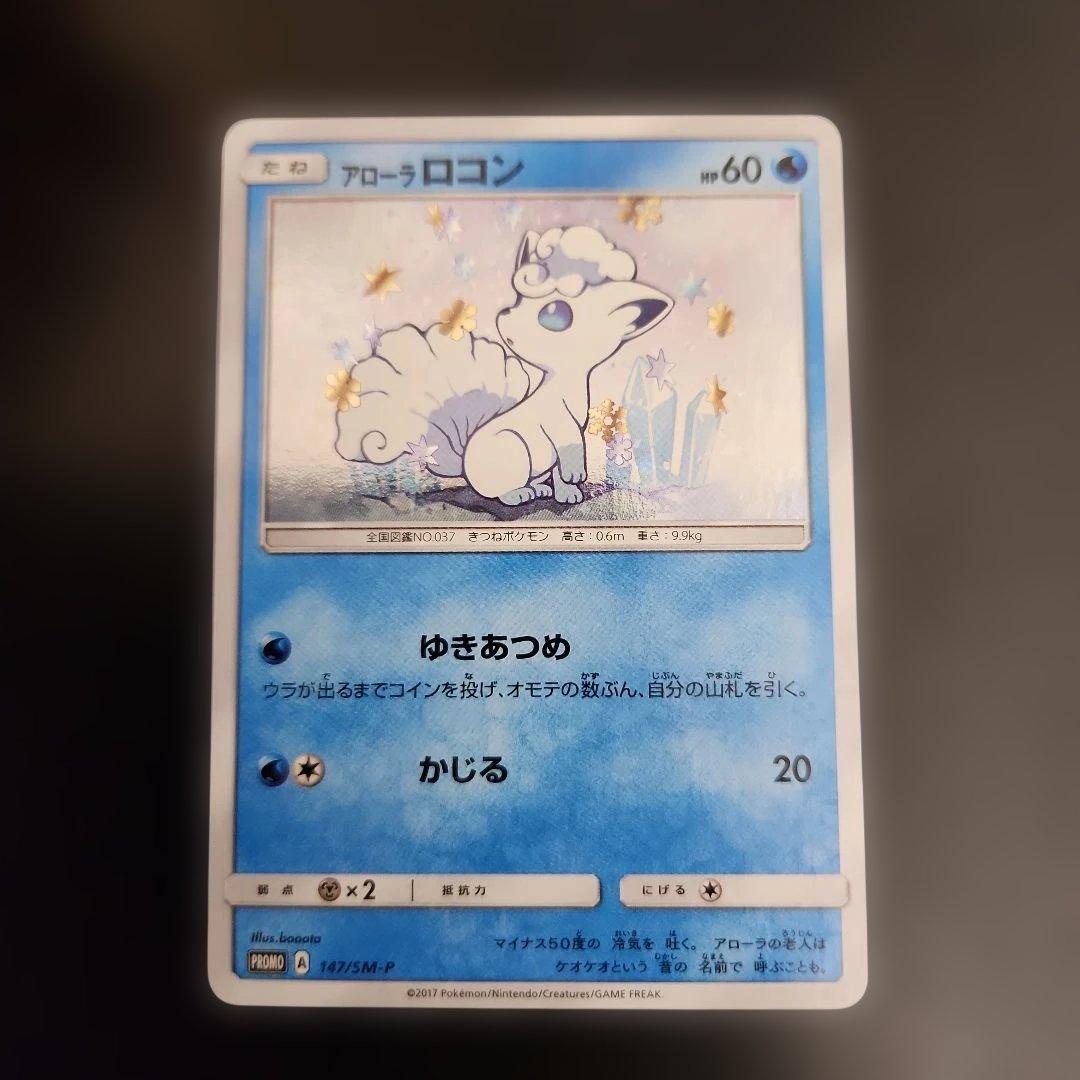 たね アローラ ロコン HP 60
全国図鑑NO.037 きつねポケモン 高さ:0.6m 重さ:9.9kg
ゆきあつめ
ウラが出るまでコインを投げ、オモテの数ぶん、自分の山札を引く。
かじる 20
弱点 ×2 抵抗力 にげる
illus.booota
マイナス50度の 冷気を 吐く。 アローラの老人は
ケオケオという 昔の 名前で 呼ぶことも。
PROMO A 147/SM-P
©2017 Pokémon/Nintendo/Creatures/GAME FREAK